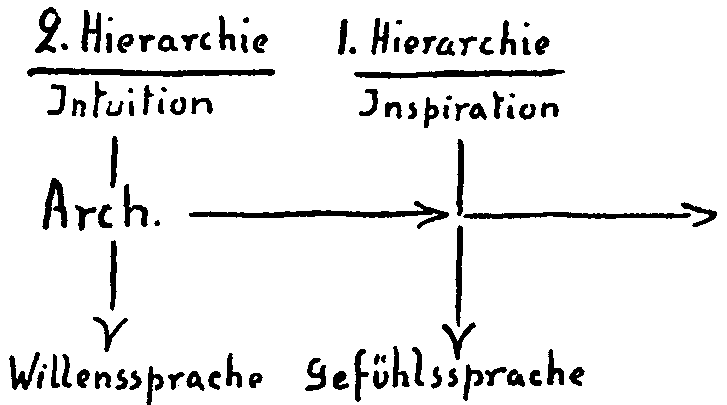 2. Hierarchie 1. Hierarchie
Intuition Inspiration
Arch.
Willenssprache Gefühlssprache